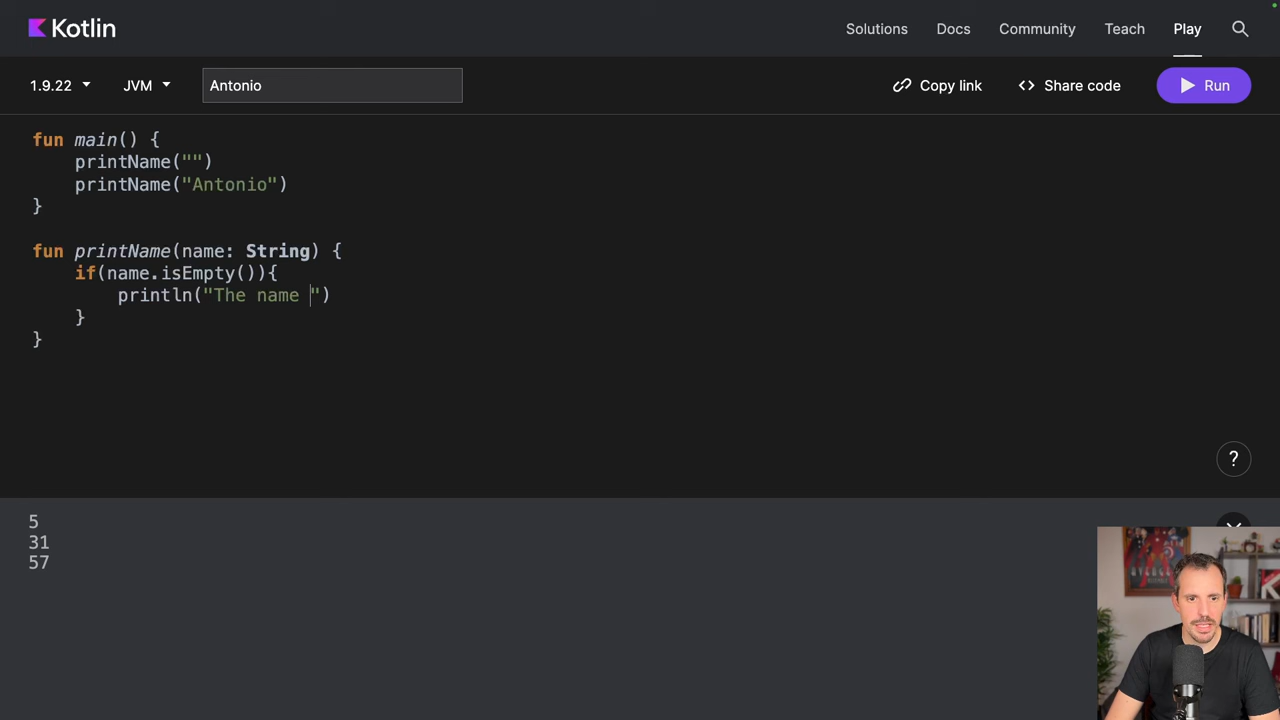 Kotlin
Solutions Docs Community Teach Play
1.9.22 JVM Antonio Copy link <> Share code Run
fun main() {
    printName("")
    printName("Antonio")
}
fun printName(name: String) {
    if(name.isEmpty()){
        println("The name ")
    }
}
?
5
31
57